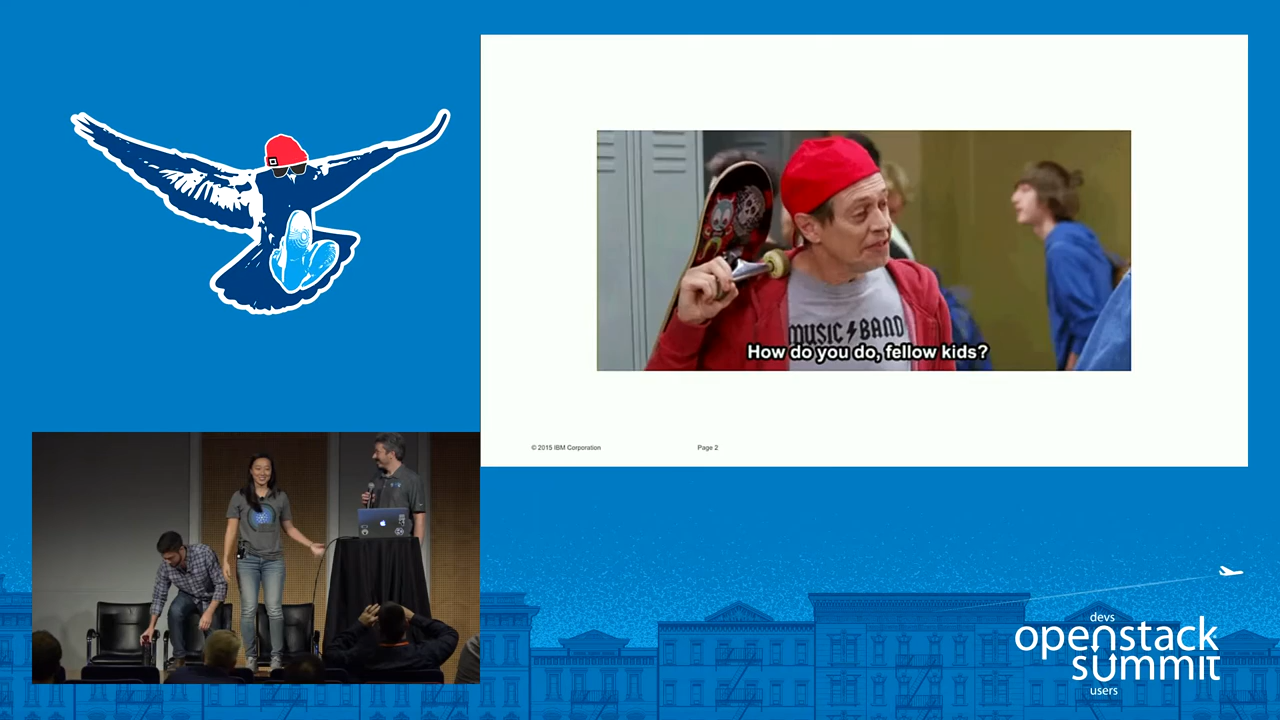 MUSIC BAND
How do you do, fellow kids?
© 2015 IBM Corporation
Page 2
devs
openstack
summit
users